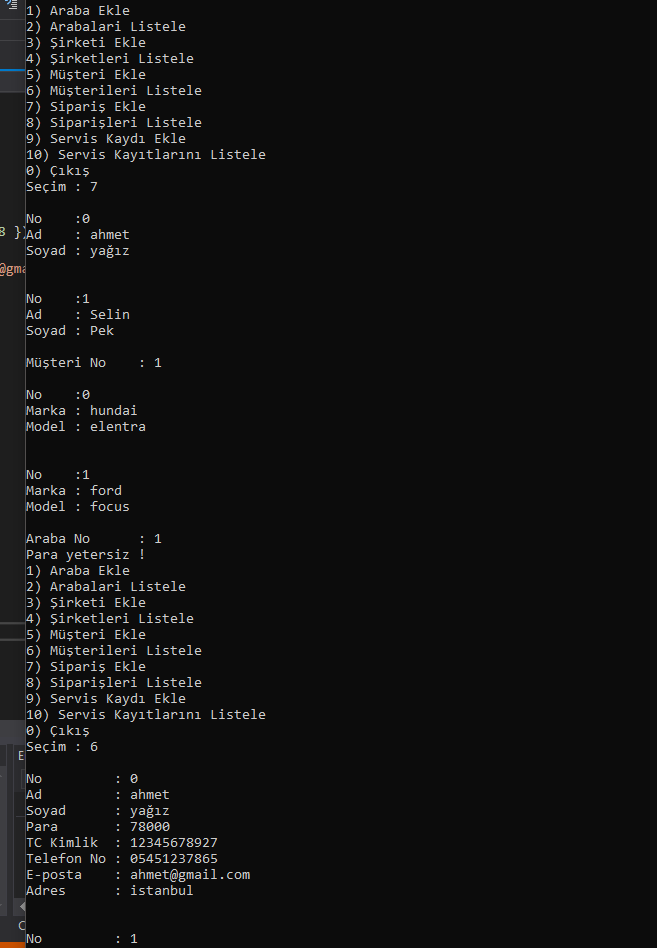 1) Araba Ekle
2) Arabalari Listele
3) Şirketi Ekle
4) Şirketleri Listele
5) Müşteri Ekle
6) Müşterileri Listele
7) Sipariş Ekle
8) Siparişleri Listele
9) Servis Kaydı Ekle
10) Servis Kayıtlarını Listele
0) Çıkış
Seçim : 7
No    :0
8 })
Ad    : ahmet
Soyad : yağız
@gma
No    :1
Ad    : Selin
Soyad : Pek
Müşteri No    : 1
No    :0
Marka : hundai
Model : elentra
No    :1
Marka : ford
Model : focus
Araba No      : 1
Para yetersiz !
1) Araba Ekle
2) Arabalari Listele
3) Şirketi Ekle
4) Şirketleri Listele
5) Müşteri Ekle
6) Müşterileri Listele
7) Sipariş Ekle
8) Siparişleri Listele
9) Servis Kaydı Ekle
10) Servis Kayıtlarını Listele
0) Çıkış
Seçim : 6
No         : 0
Ad         : ahmet
Soyad      : yağız
Para       : 78000
TC Kimlik  : 12345678927
Telefon No : 05451237865
E-posta    : ahmet@gmail.com
Adres      : istanbul
No         : 1